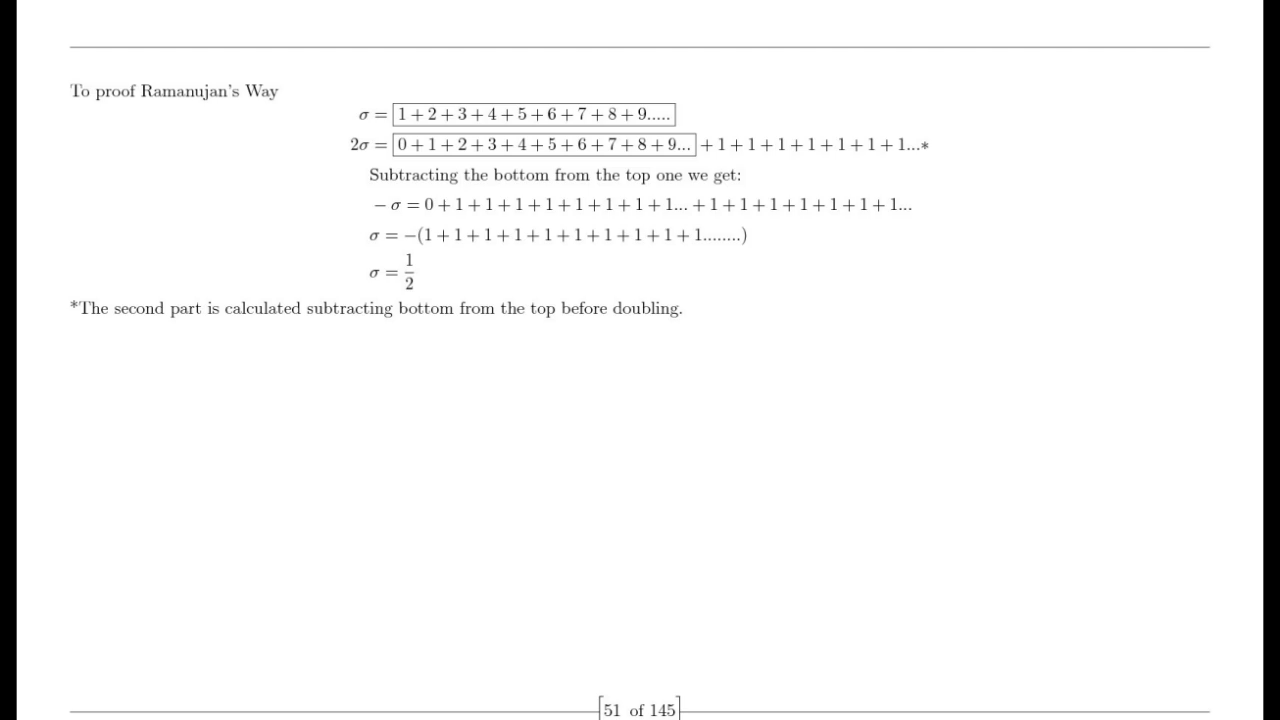 To proof Ramanujan's Way
σ = 1 + 2 + 3 + 4 + 5 + 6 + 7 + 8 + 9.....
2σ = 0 + 1 + 2 + 3 + 4 + 5 + 6 + 7 + 8 + 9... + 1 + 1 + 1 + 1 + 1 + 1 + 1...*
Subtracting the bottom from the top one we get:
− σ = 0 + 1 + 1 + 1 + 1 + 1 + 1 + 1 + 1... + 1 + 1 + 1 + 1 + 1 + 1 + 1...
σ = −(1 + 1 + 1 + 1 + 1 + 1 + 1 + 1 + 1 + 1........)
σ = 1/2
*The second part is calculated subtracting bottom from the top before doubling.
[51 of 145]